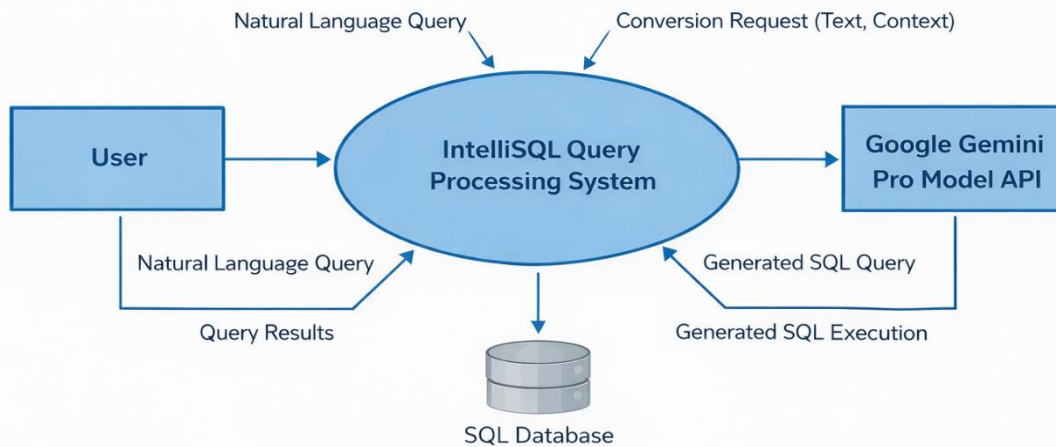 Natural Language Query
Conversion Request (Text, Context)
User
IntelliSQL Query
Processing System
Google Gemini
Pro Model API
Natural Language Query
Generated SQL Query
Query Results
Generated SQL Execution
SQL Database